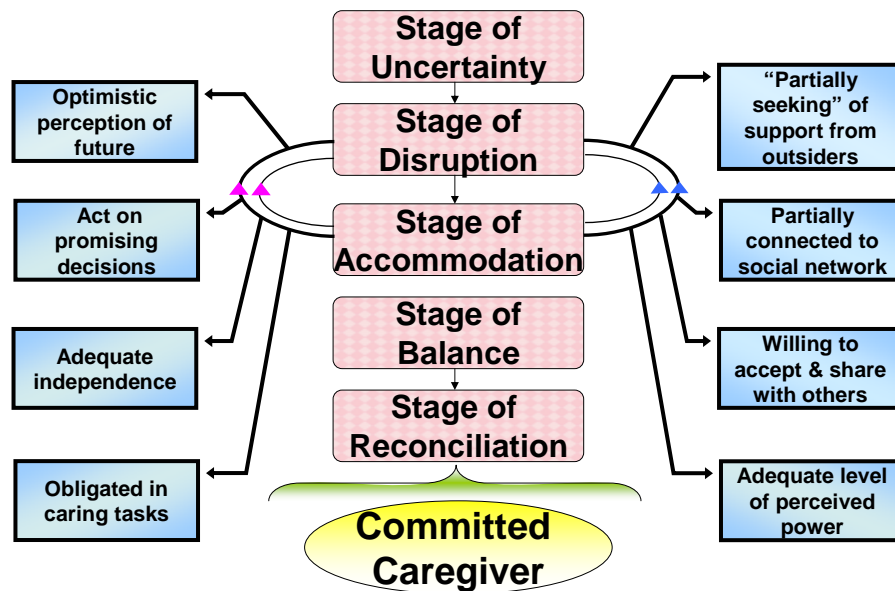 Stage of
Uncertainty
Stage of
Disruption
Stage of
Accommodation
Stage of
Balance
Stage of
Reconciliation
Committed
Caregiver
Optimistic
perception of
future
Act on
promising
decisions
Adequate
independence
Obligated in
caring tasks
“Partially
seeking” of
support from
outsiders
Partially
connected to
social network
Willing to
accept & share
with others
Adequate level
of perceived
power